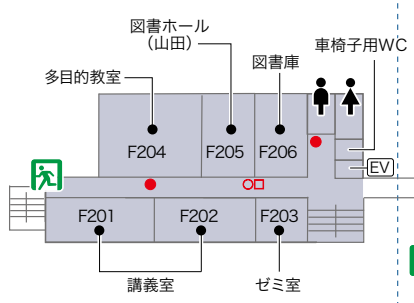 図書ホール
（山田）
車椅子用WC
図書庫
多目的教室
F204
F205
F206
EV
F201
F202
F203
講義室
ゼミ室